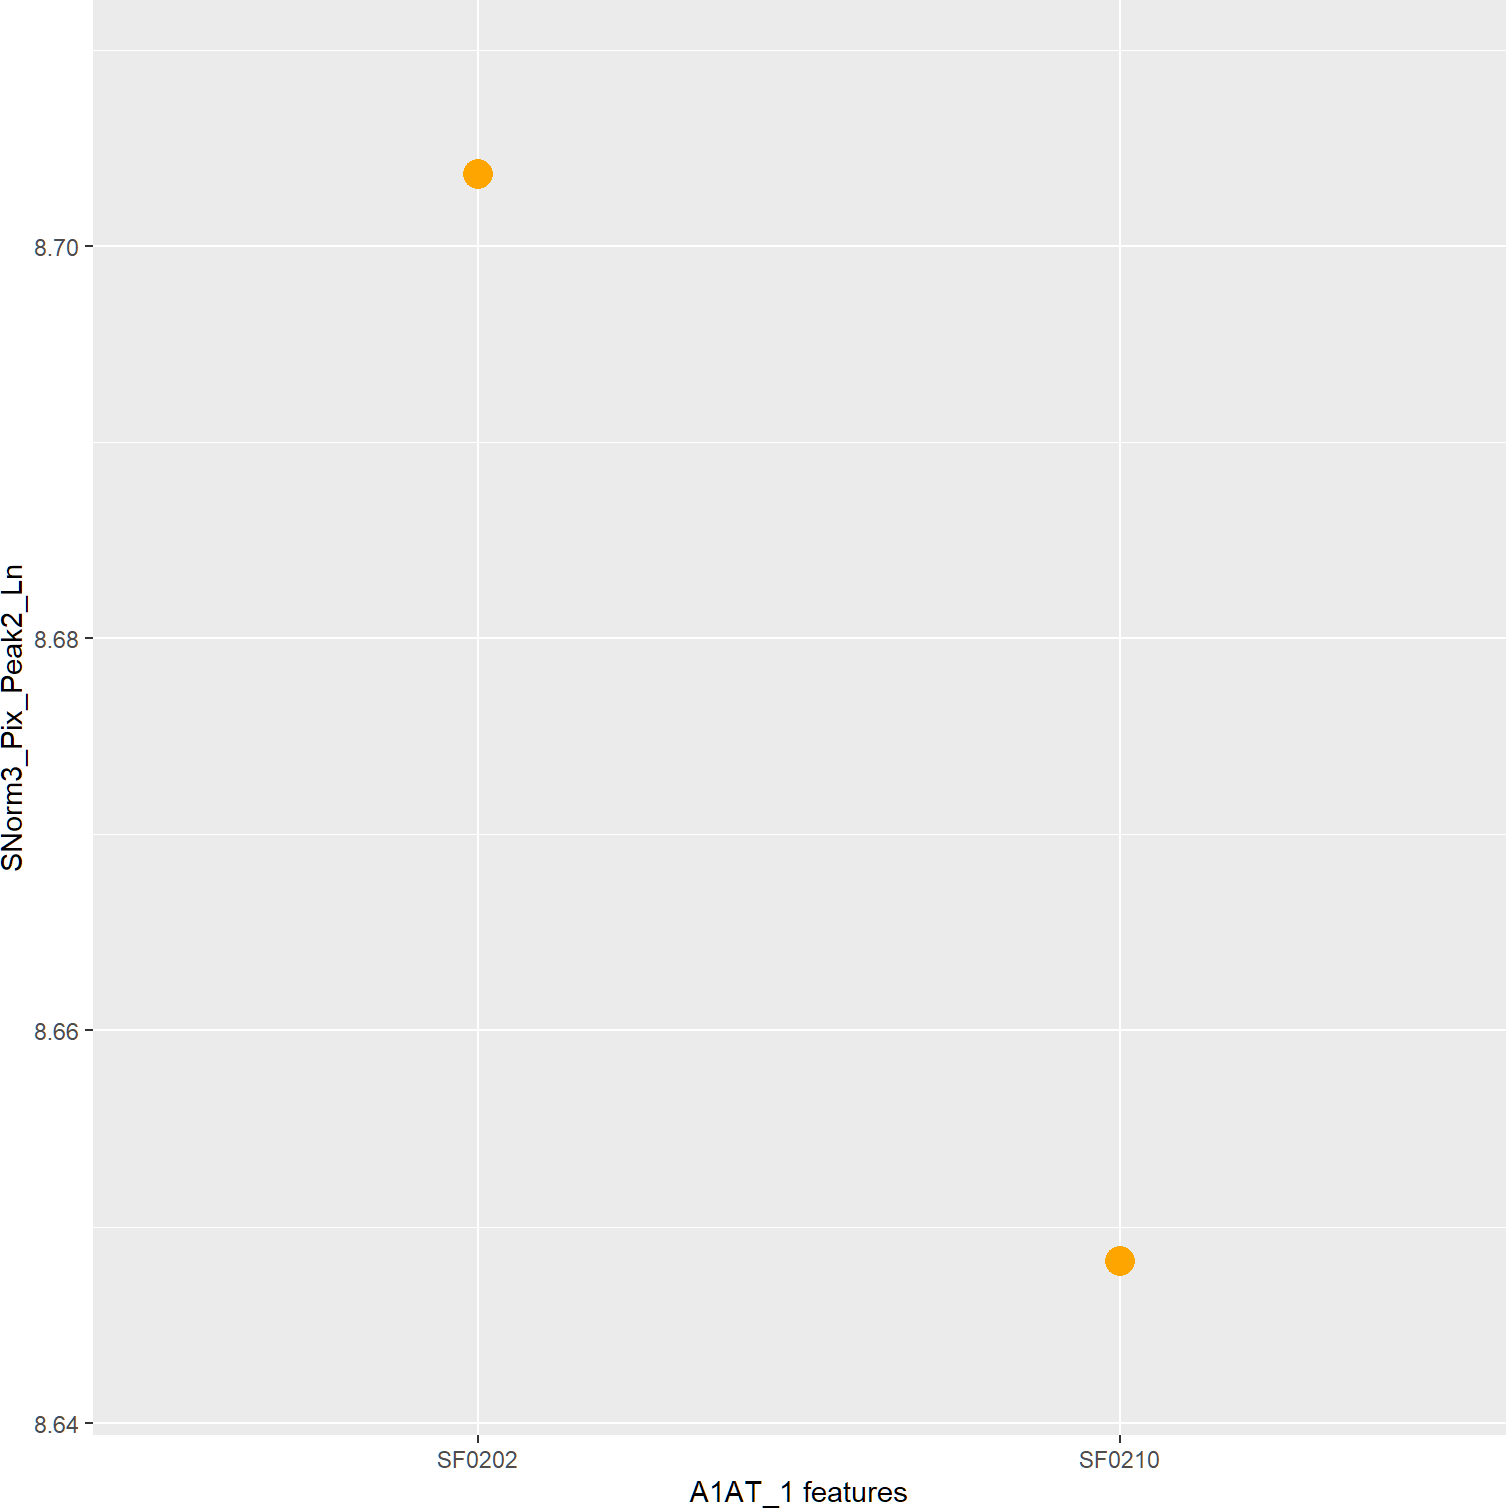 SNorm3_Pix_Peak2_Ln
8.70
8.68
8.66
8.64
SF0202 SF0210
A1AT_1 features